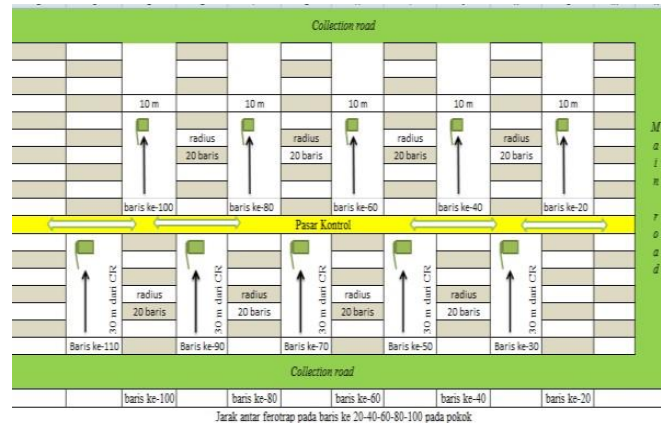 Collection road
10 m 10 m 10 m 10 m 10 m
radius radius radius radius
20 baris 20 baris 20 baris 20 baris
baris ke-100 baris ke-80 baris ke-60 baris ke-40 baris ke-20
Main road
Pasar Kontrol
30 m dari CR 30 m dari CR 30 m dari CR 30 m dari CR 30 m dari CR
radius radius radius radius
20 baris 20 baris 20 baris 20 baris
Baris ke-110 Baris ke-90 Baris ke-70 Baris ke-50 Baris ke-30
Collection road
baris ke-100 baris ke-80 baris ke-60 baris ke-40 baris ke-20
Jarak antar ferotrap pada baris ke 20-40-60-80-100 pada pokok